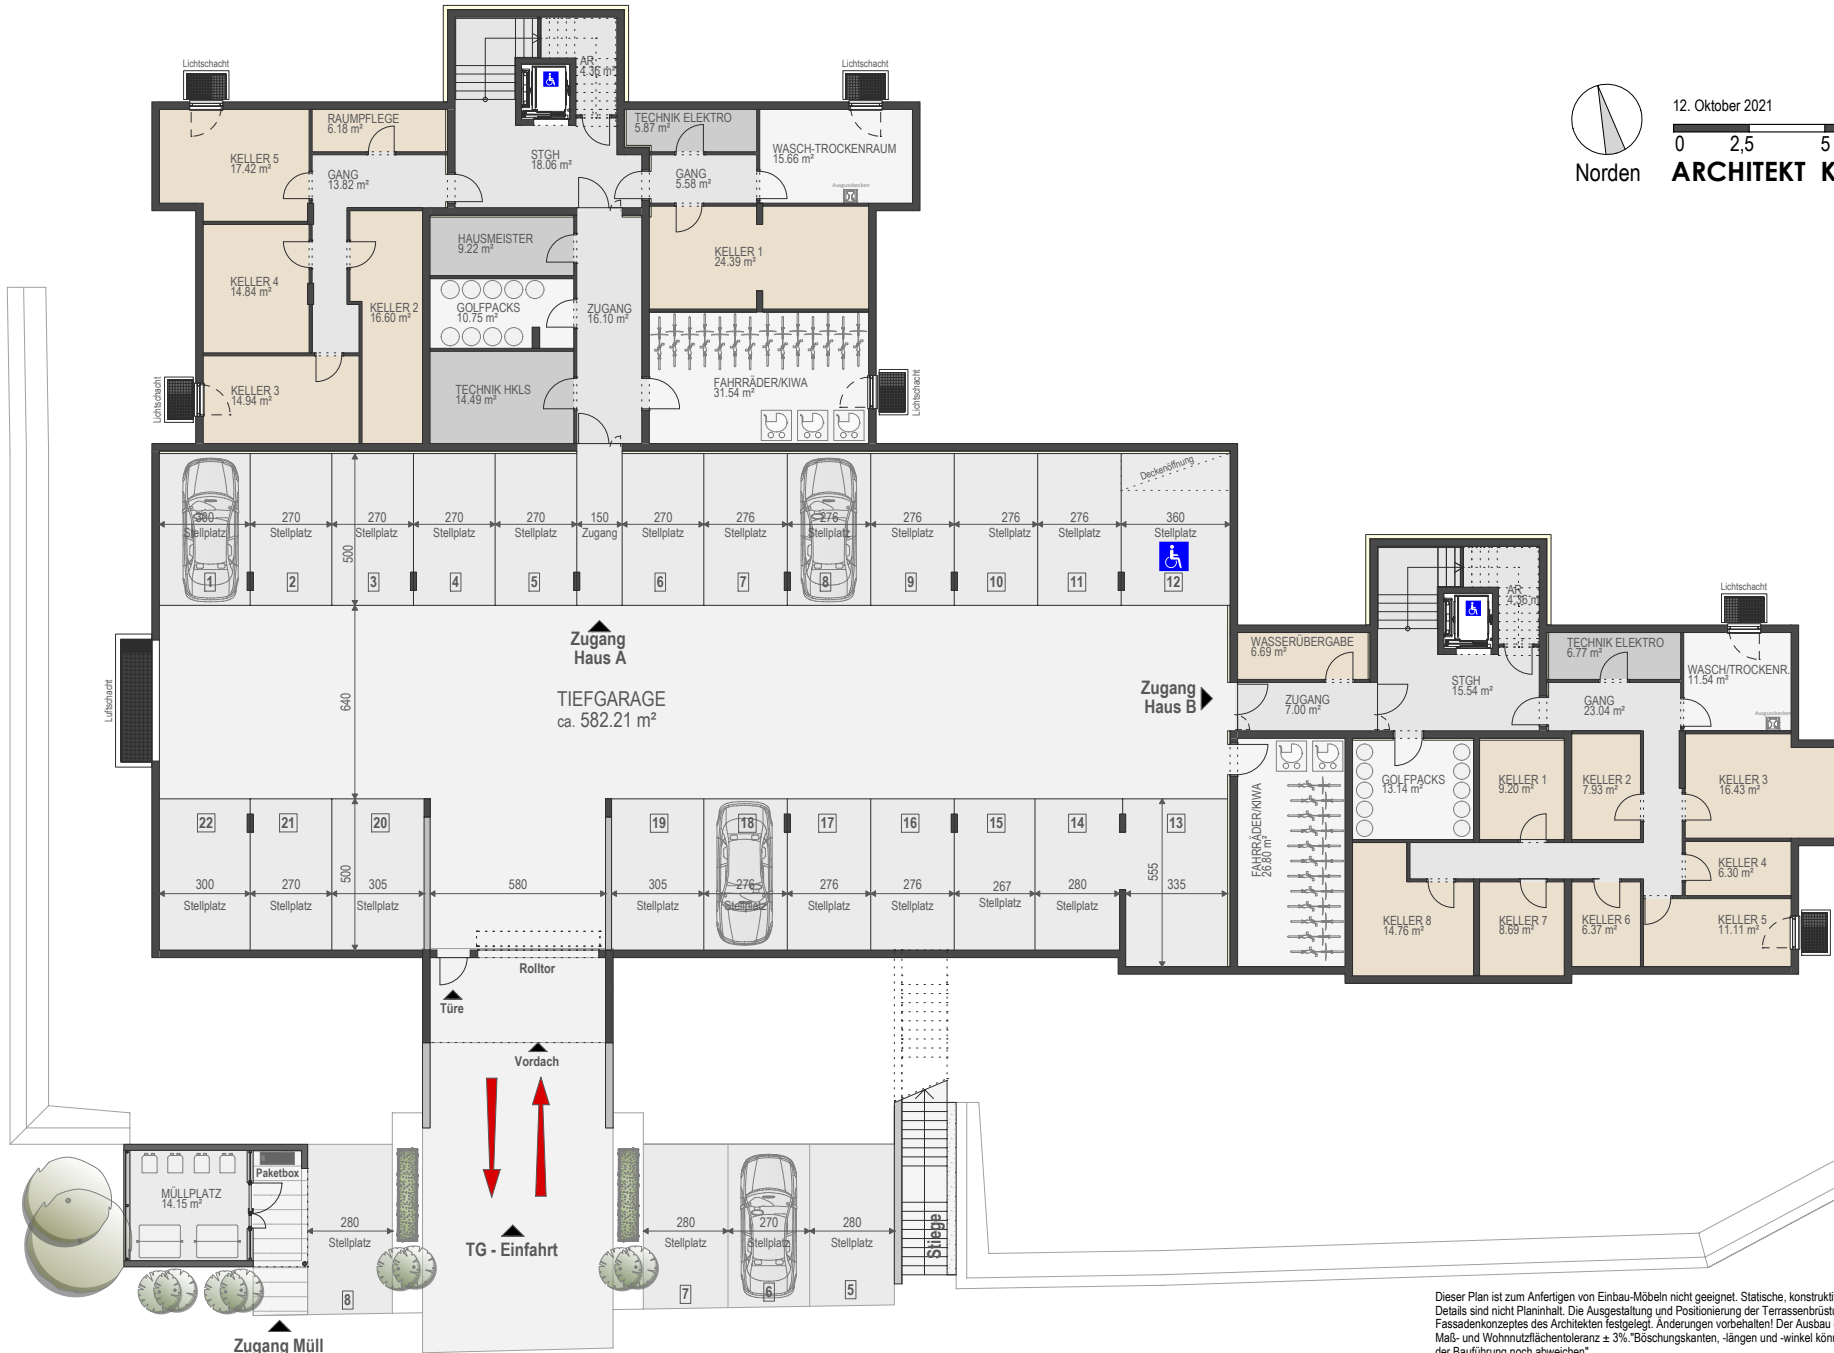 12. Oktober 2021
0 2,5 5
Norden
ARCHITEKT K
Lichtschacht
Lichtschacht
AR
4.36 m²
RAUMPFLEGE
6.18 m²
TECHNIK ELEKTRO
5.87 m²
KELLER 5
17.42 m²
GANG
13.82 m²
STGH
18.06 m²
GANG
5.58 m²
WASCH-TROCKENRAUM
15.66 m²
Ausgussbecken
HAUSMEISTER
9.22 m²
KELLER 1
24.39 m²
KELLER 4
14.84 m²
KELLER 2
16.60 m²
GOLFPACKS
10.75 m²
ZUGANG
16.10 m²
KELLER 3
14.94 m²
TECHNIK HKLS
14.49 m²
FAHRRÄDER/KIWA
31.54 m²
Lichtschacht
Lichtschacht
Deckenöffnung
300 270 270 270 270 150 270 276 276 276 276 276 360
Stellplatz Stellplatz Stellplatz Stellplatz Stellplatz Zugang Stellplatz Stellplatz Stellplatz Stellplatz Stellplatz Stellplatz Stellplatz
500
1 2 3 4 5 6 7 8 9 10 11 12
Zugang
Haus A
TIEFGARAGE
ca. 582.21 m²
640
Luftschacht
Zugang
Haus B
Lichtschacht
AR
4.36 m
WASSERÜBERGABE
6.69 m²
TECHNIK ELEKTRO
6.77 m²
ZUGANG
7.00 m²
STGH
15.54 m²
GANG
23.04 m²
WASCH/TROCKENR.
11.54 m²
Ausgussbecken
GOLFPACKS
13.14 m²
KELLER 1
9.20 m²
KELLER 2
7.93 m²
KELLER 3
16.43 m²
FAHRRÄDER/KIWA
26.80 m²
KELLER 4
6.30 m²
KELLER 8
14.76 m²
KELLER 7
8.69 m²
KELLER 6
6.37 m²
KELLER 5
11.11 m²
22 21 20 19 18 17 16 15 14 13
500
555
300 270 305 580 305 276 276 276 267 280 335
Stellplatz Stellplatz Stellplatz Stellplatz Stellplatz Stellplatz Stellplatz Stellplatz Stellplatz Stellplatz
Rolltor
Türe
Vordach
Paketbox
MÜLLPLATZ
14.15 m²
280
Stellplatz
8
TG - Einfahrt
280 270 280
Stellplatz Stellplatz Stellplatz
7 6 5
Stiege
Zugang Müll
Dieser Plan ist zum Anfertigen von Einbau-Möbeln nicht geeignet. Statische, konstrukti
Details sind nicht Planinhalt. Die Ausgestaltung und Positionierung der Terrassenbrüstu
Fassadenkonzeptes des Architekten festgelegt. Änderungen vorbehalten! Der Ausbau
Maß- und Wohnnutzflächentoleranz ± 3%."Böschungskanten, -längen und -winkel könn
der Bauführung noch abweichen"